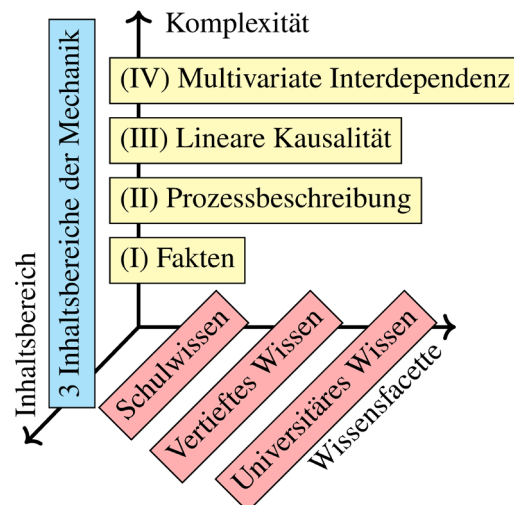 Komplexität
(IV) Multivariate Interdependenz
(III) Lineare Kausalität
(II) Prozessbeschreibung
(I) Fakten
3 Inhaltsbereiche der Mechanik
Inhaltsbereich
Schulwissen
Vertieftes Wissen
Universitäres Wissen
Wissensfacette